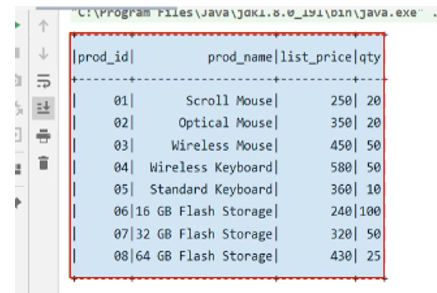 "C:\Program Files\Java\jdk1.8.0_191\bin\java.exe" .
+-------+----------------+----------+---+
|prod_id|       prod_name|list_price|qty|
+-------+----------------+----------+---+
|     01|    Scroll Mouse|       250| 20|
|     02|   Optical Mouse|       350| 20|
|     03|  Wireless Mouse|       450| 50|
|     04|  Wireless Keyboard|       580| 50|
|     05|  Standard Keyboard|       360| 10|
|     06|16 GB Flash Storage|       240|100|
|     07|32 GB Flash Storage|       320| 50|
|     08|64 GB Flash Storage|       430| 25|
+-------+----------------+----------+---+